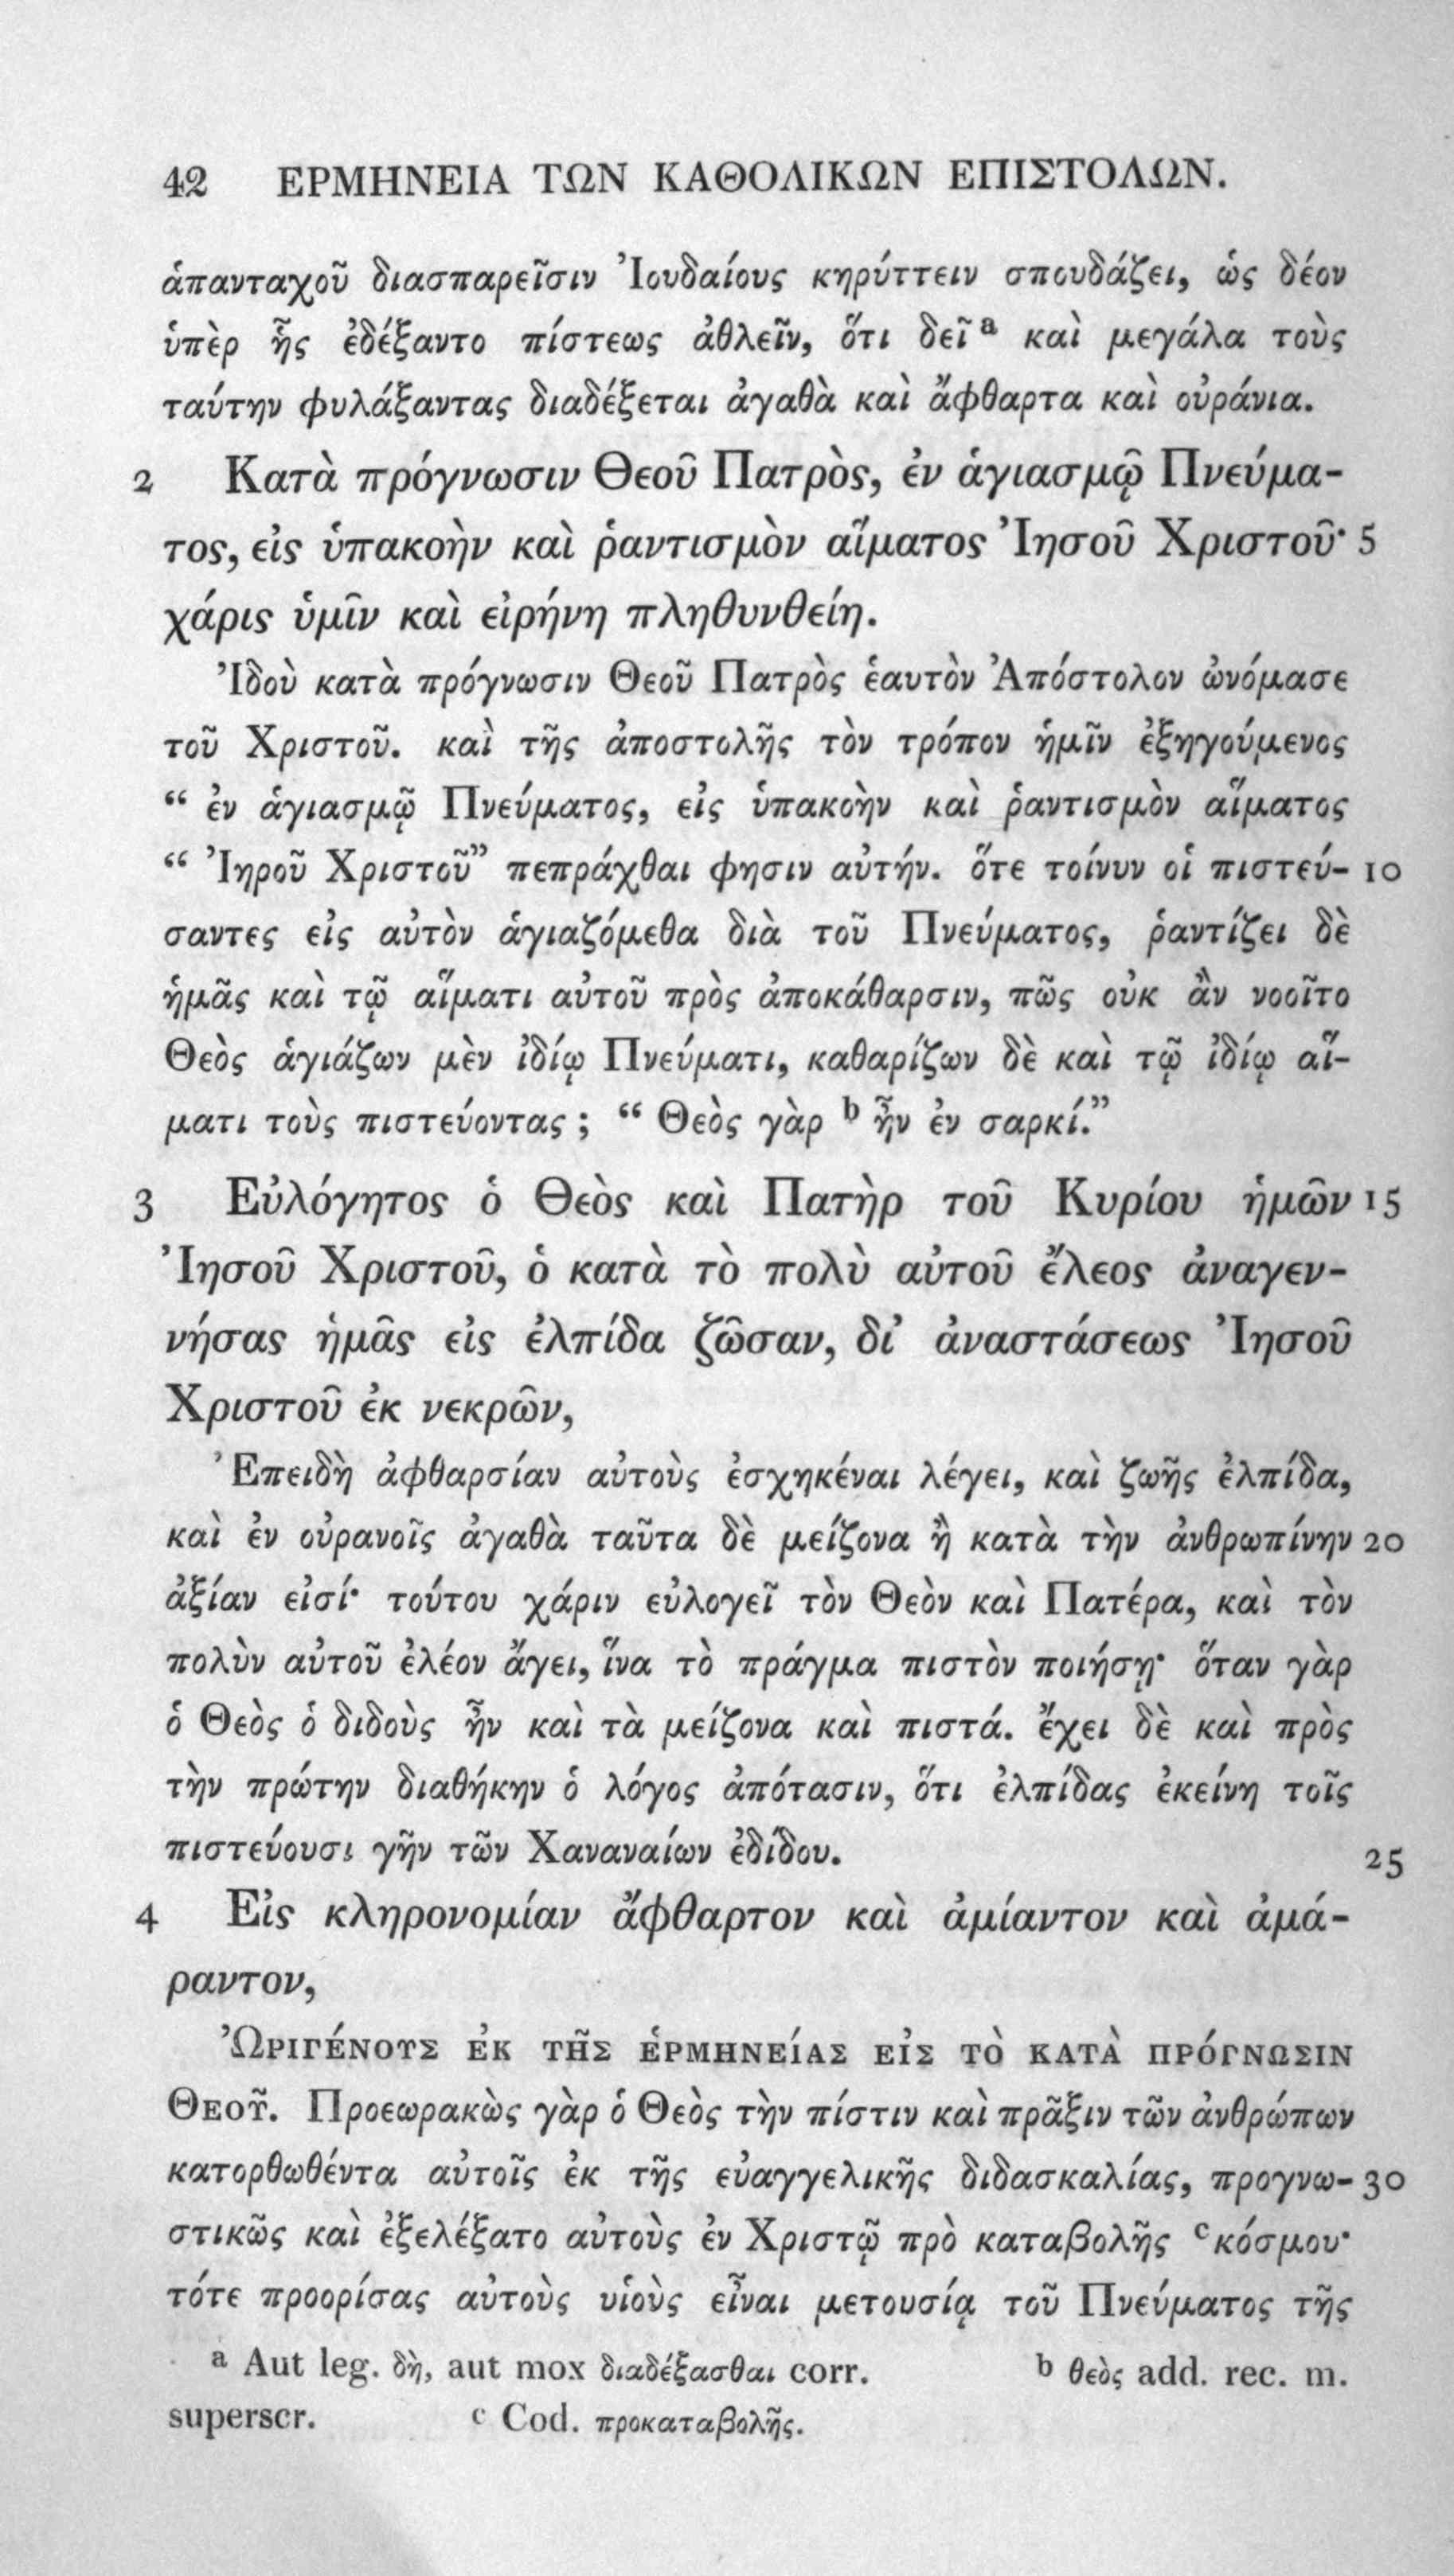 42 ΕΡΜΗΝΕΙΑ ΤΩΝ ΚΑΘΟΛΙΚΩΝ ΕΠΙΣΤΟΛΩΝ.
ἁπανταχοῦ διασπαρεῖσιν Ἰουδαίους κηρύττειν σπουδάζει, ὡς δέον
ὑπὲρ ἧς ἐδέξαντο πίστεως ἀθλεῖν, ὅτι δεῖ a καὶ μεγάλα τοὺς
ταύτην φυλάξαντας διαδέξεται ἀγαθὰ καὶ ἄφθαρτα καὶ οὐράνια.
2 Κατὰ πρόγνωσιν Θεοῦ Πατρὸς, ἐν ἁγιασμῷ Πνεύμα-
τος, εἰς ὑπακοὴν καὶ ῥαντισμὸν αἵματος Ἰησοῦ Χριστοῦ· 5
χάρις ὑμῖν καὶ εἰρήνη πληθυνθείη.
Ἰδοὺ κατὰ πρόγνωσιν Θεοῦ Πατρὸς ἑαυτὸν Ἀπόστολον ὠνόμασε
τοῦ Χριστοῦ. καὶ τῆς ἀποστολῆς τὸν τρόπον ἡμῖν ἐξηγούμενος
“ ἐν ἁγιασμῷ Πνεύματος, εἰς ὑπακοὴν καὶ ῥαντισμὸν αἵματος
“ Ἰηροῦ Χριστοῦ” πεπράχθαι φησιν αὐτήν. ὅτε τοίνυν οἱ πιστεύ- 10
σαντες εἰς αὐτὸν ἁγιαζόμεθα διὰ τοῦ Πνεύματος, ῥαντίζει δὲ
ἡμᾶς καὶ τῷ αἵματι αὐτοῦ πρὸς ἀποκάθαρσιν, πῶς οὐκ ἂν νοοῖτο
Θεὸς ἁγιάζων μὲν ἰδίῳ Πνεύματι, καθαρίζων δὲ καὶ τῷ ἰδίῳ αἵ-
ματι τοὺς πιστεύοντας ; “ Θεὸς γὰρ b ἦν ἐν σαρκί.”
3 Εὐλόγητος ὁ Θεὸς καὶ Πατὴρ τοῦ Κυρίου ἡμῶν 15
Ἰησοῦ Χριστοῦ, ὁ κατὰ τὸ πολὺ αὐτοῦ ἔλεος ἀναγεν-
νήσας ἡμᾶς εἰς ἐλπίδα ζῶσαν, δι’ ἀναστάσεως Ἰησοῦ
Χριστοῦ ἐκ νεκρῶν,
Ἐπειδὴ ἀφθαρσίαν αὐτοὺς ἐσχηκέναι λέγει, καὶ ζωῆς ἐλπίδα,
καὶ ἐν οὐρανοῖς ἀγαθὰ ταῦτα δὲ μείζονα ἢ κατὰ τὴν ἀνθρωπίνην 20
ἀξίαν εἰσί· τούτου χάριν εὐλογεῖ τὸν Θεὸν καὶ Πατέρα, καὶ τὸν
πολὺν αὐτοῦ ἐλέον ἄγει, ἵνα τὸ πράγμα πιστὸν ποιήσῃ· ὅταν γὰρ
ὁ Θεὸς ὁ διδοὺς ἦν καὶ τὰ μείζονα καὶ πιστά. ἔχει δὲ καὶ πρὸς
τὴν πρώτην διαθήκην ὁ λόγος ἀπότασιν, ὅτι ἐλπίδας ἐκείνη τοῖς
πιστεύουσι γῆν τῶν Χαναναίων ἐδίδου. 25
4 Εἰς κληρονομίαν ἄφθαρτον καὶ ἀμίαντον καὶ ἀμά-
ραντον,
ὨΡΙΓΈΝΟΥΣ ἘΚ ΤΗ͂Σ ἙΡΜΗΝΕΊΑΣ ΕἸΣ ΤῸ ΚΑΤᾺ ΠΡΌΓΝΩΣΙΝ
ΘΕΟΥ͂. Προεωρακὼς γὰρ ὁ Θεὸς τὴν πίστιν καὶ πρᾶξιν τῶν ἀνθρώπων
κατορθωθέντα αὐτοῖς ἐκ τῆς εὐαγγελικῆς διδασκαλίας, προγνω- 30
στικῶς καὶ ἐξελέξατο αὐτοὺς ἐν Χριστῷ πρὸ καταβολῆς c κόσμου·
τότε προορίσας αὐτοὺς υἱοὺς εἶναι μετουσίᾳ τοῦ Πνεύματος τῆς
a Aut leg. δὴ, aut mox διαδέξασθαι corr. b θεὸς add. rec. m.
superscr. c Cod. προκαταβολῆς.